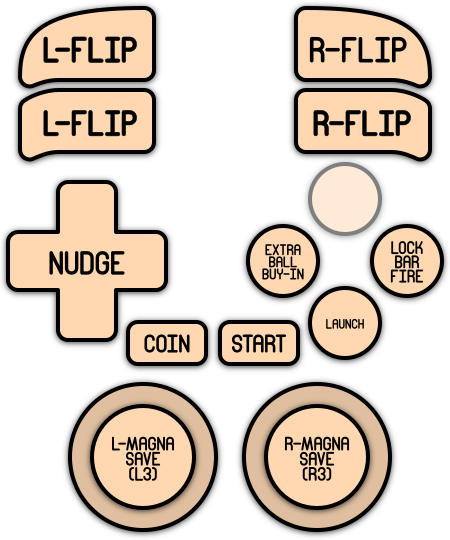 L-FLIP
R-FLIP
L-FLIP
R-FLIP
NUDGE
EXTRA
BALL
BUY-IN
LOCK
BAR
FIRE
LAUNCH
COIN
START
L-MAGNA
SAVE
(L3)
R-MAGNA
SAVE
(R3)